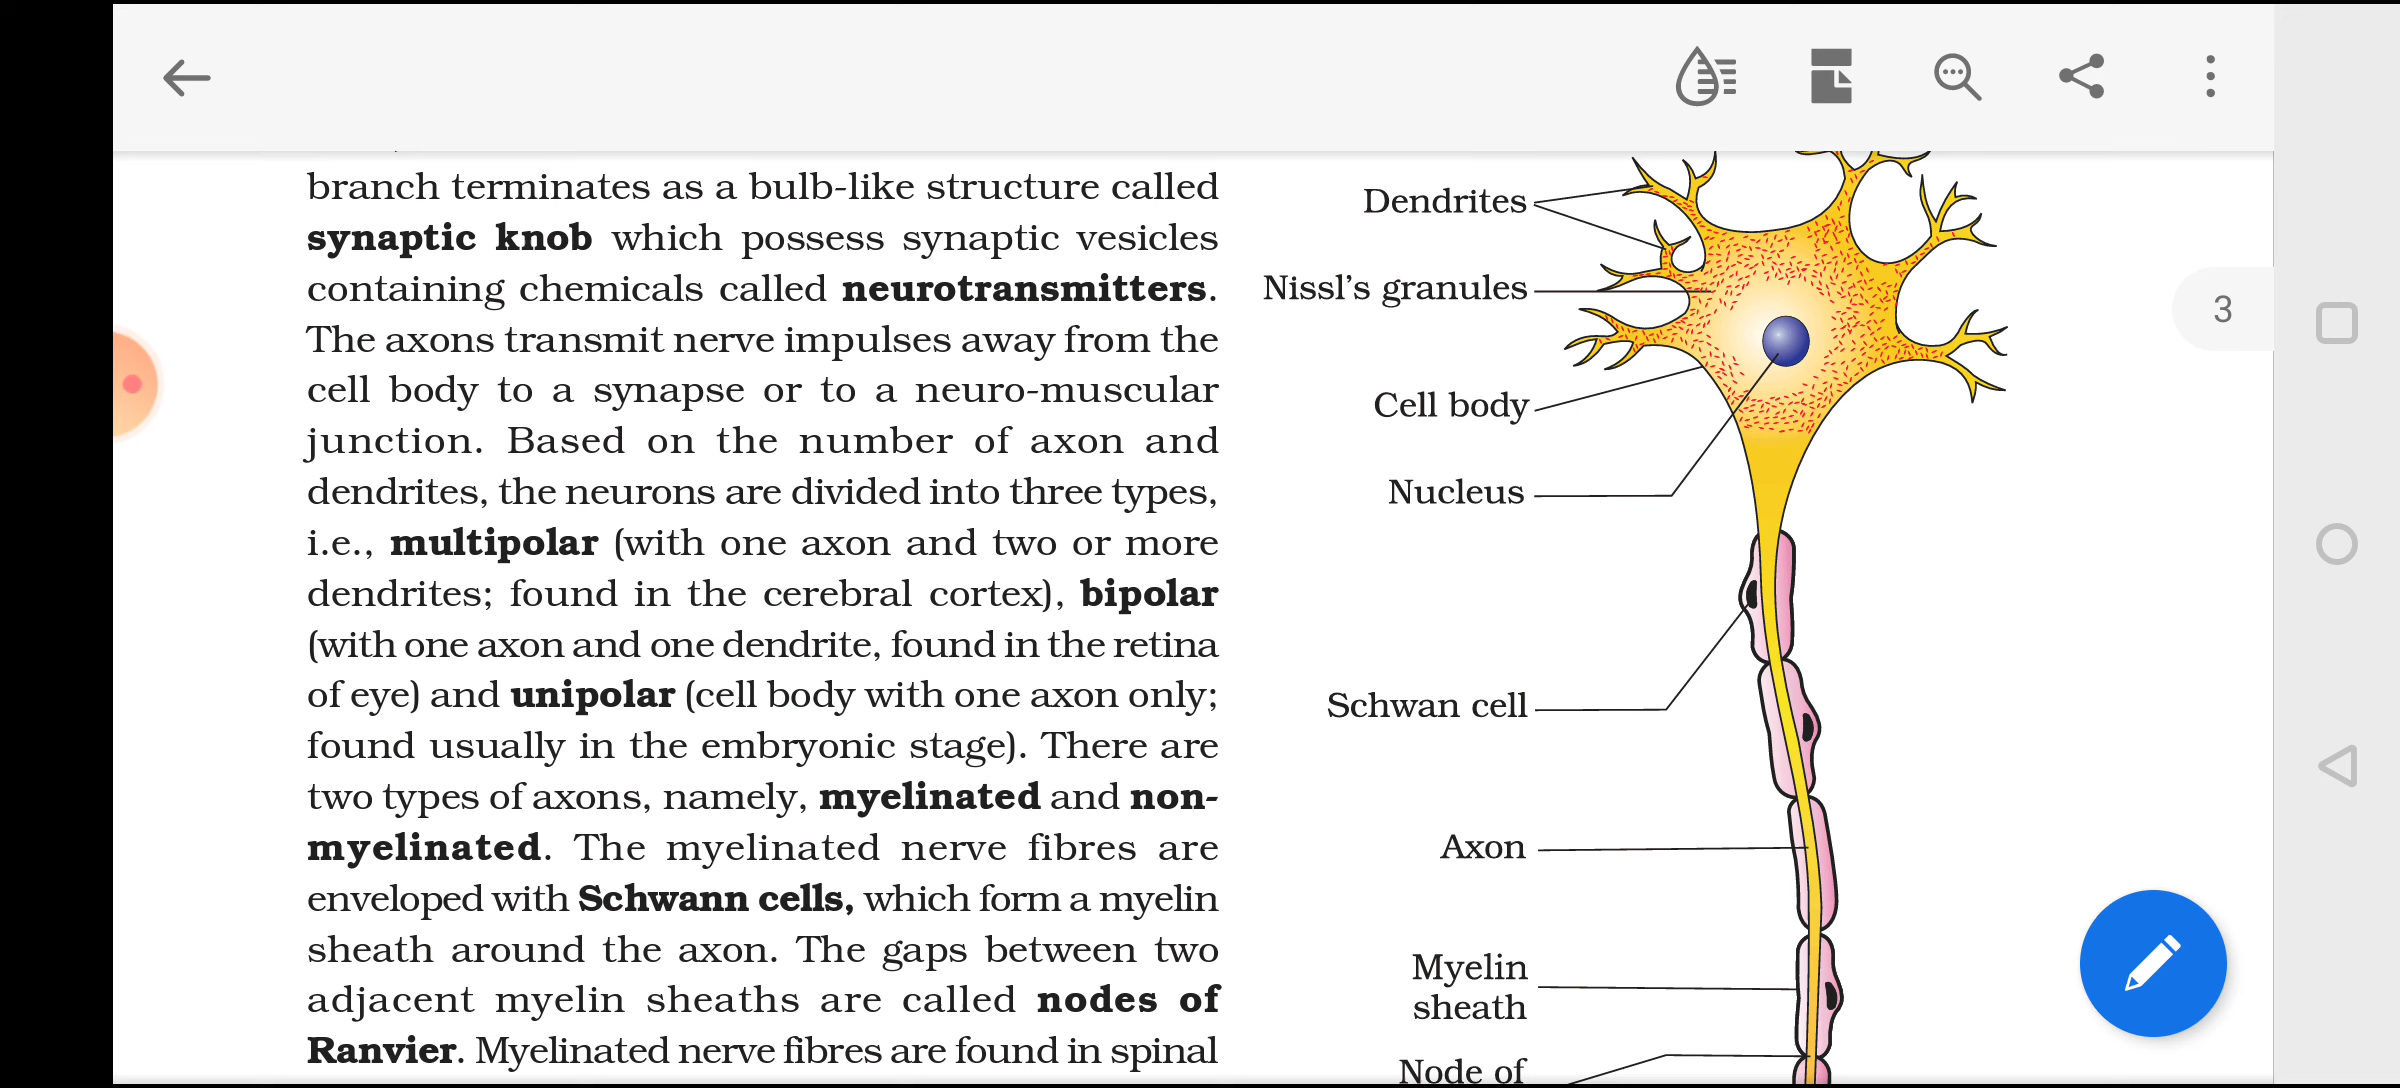 branch terminates as a bulb-like structure called
synaptic knob which possess synaptic vesicles
containing chemicals called neurotransmitters.
The axons transmit nerve impulses away from the
cell body to a synapse or to a neuro-muscular
junction. Based on the number of axon and
dendrites, the neurons are divided into three types,
i.e., multipolar (with one axon and two or more
dendrites; found in the cerebral cortex), bipolar
(with one axon and one dendrite, found in the retina
of eye) and unipolar (cell body with one axon only;
found usually in the embryonic stage). There are
two types of axons, namely, myelinated and non-
myelinated. The myelinated nerve fibres are
enveloped with Schwann cells, which form a myelin
sheath around the axon. The gaps between two
adjacent myelin sheaths are called nodes of
Ranvier. Myelinated nerve fibres are found in spinal
Dendrites
Nissl's granules
Cell body
Nucleus
Schwan cell
Axon
Myelin
sheath
Node of
3